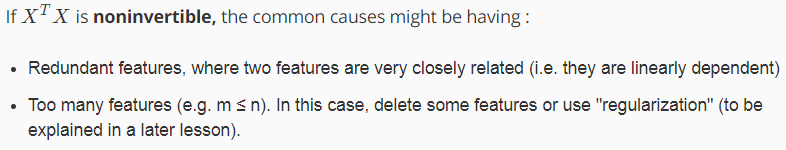 If X^T X is noninvertible, the common causes might be having :
• Redundant features, where two features are very closely related (i.e. they are linearly dependent)
• Too many features (e.g. m ≤ n). In this case, delete some features or use "regularization" (to be
explained in a later lesson).